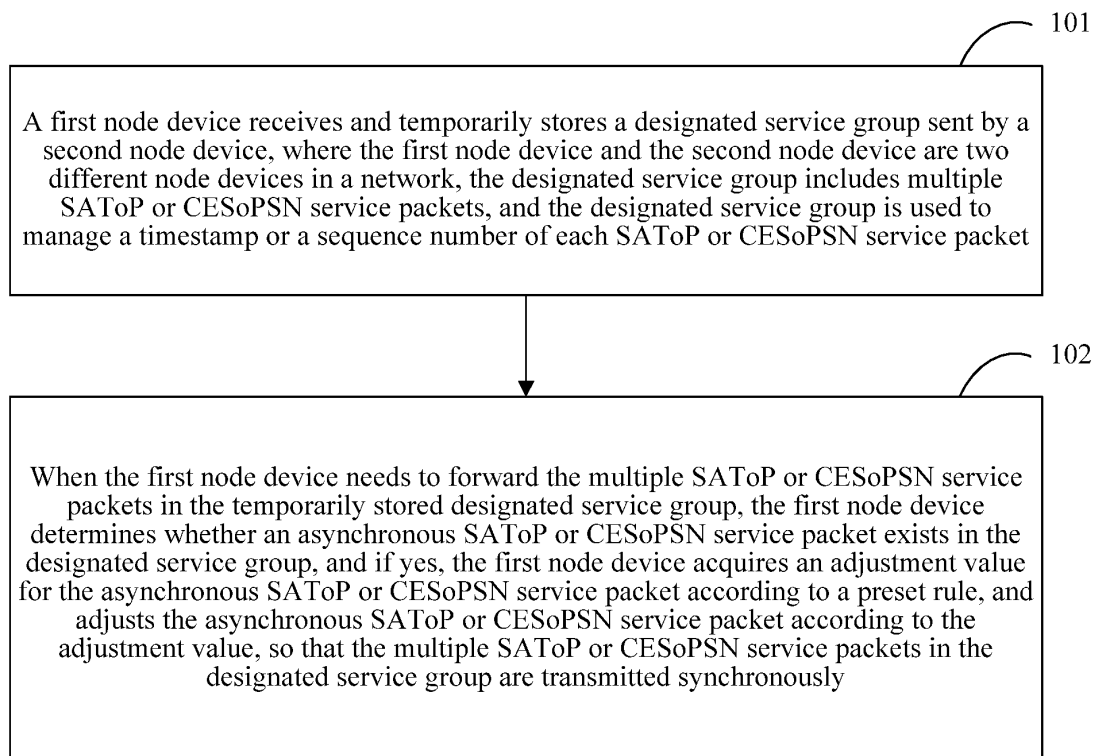 101
A first node device receives and temporarily stores a designated service group sent by a
second node device, where the first node device and the second node device are two
different node devices in a network, the designated service group includes multiple
SAToP or CESoPSN service packets, and the designated service group is used to
manage a timestamp or a sequence number of each SAToP or CESoPSN service packet
102
When the first node device needs to forward the multiple SAToP or CESoPSN service
packets in the temporarily stored designated service group, the first node device
determines whether an asynchronous SAToP or CESoPSN service packet exists in the
designated service group, and if yes, the first node device acquires an adjustment value
for the asynchronous SAToP or CESoPSN service packet according to a preset rule, and
adjusts the asynchronous SAToP or CESoPSN service packet according to the
adjustment value, so that the multiple SAToP or CESoPSN service packets in the
designated service group are transmitted synchronously